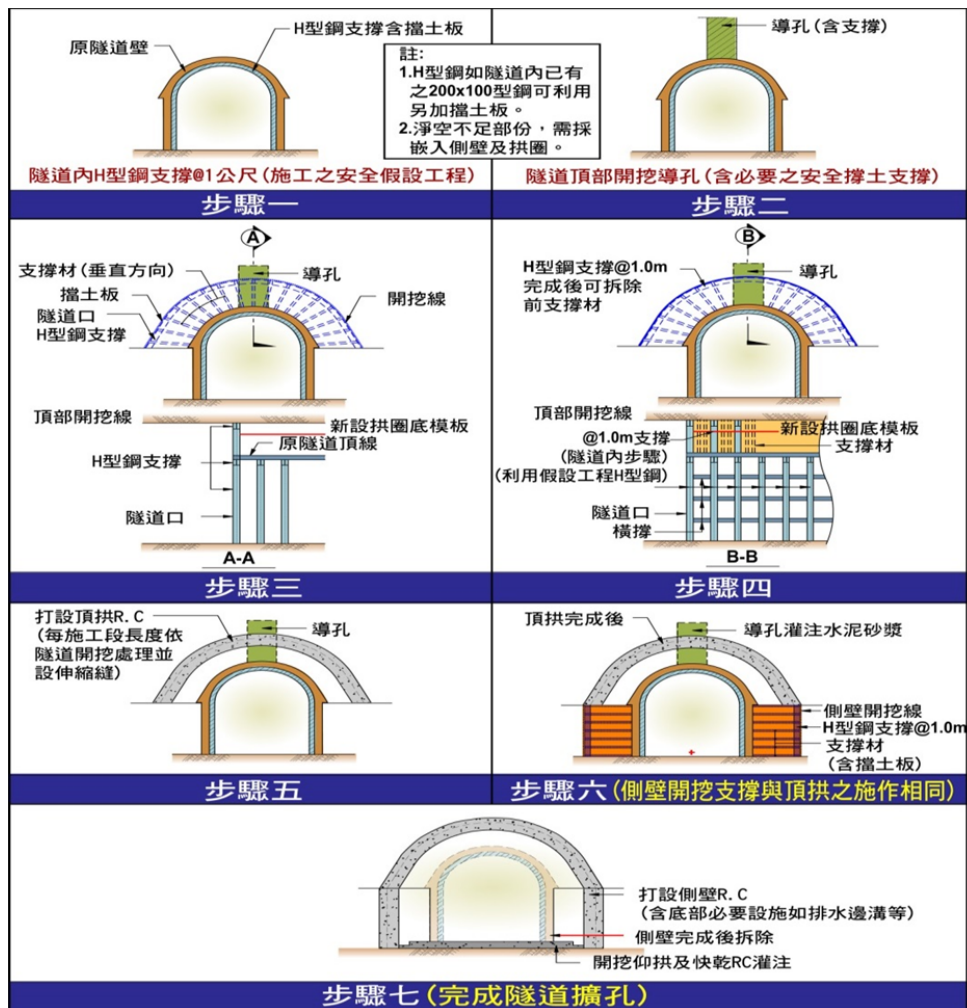 原隧道壁
H型鋼支撐含擋土板
註:
1.H型鋼如隧道內已有
之200x100型鋼可利用
另加擋土板。
2.淨空不足部份,需採
嵌入側壁及拱圈。
隧道內H型鋼支撐@1公尺(施工之安全假設工程)
步驟一
導孔(含支撐)
隧道頂部開挖導孔(含必要之安全撐土支撐)
步驟二
A
支撐材(垂直方向)
導孔
擋土板
開挖線
隧道口
H型鋼支撐
頂部開挖線
新設拱圈底模板
原隧道頂線
H型鋼支撐
隧道口
A-A
步驟三
B
H型鋼支撐@1.0m
完成後可拆除
前支撐材
導孔
頂部開挖線
新設拱圈底模板
@1.0m支撐
支撐材
(隧道內步驟)
(利用假設工程H型鋼)
隧道口
橫撐
B-B
步驟四
打設頂拱R.C
(每施工段長度依
隧道開挖處理並
設伸縮縫)
導孔
步驟五
頂拱完成後
導孔灌注水泥砂漿
側壁開挖線
H型鋼支撐@1.0m
支撐材
(含擋土板)
步驟六(側壁開挖支撐與頂拱之施作相同)
打設側壁R.C
(含底部必要設施如排水邊溝等)
側壁完成後拆除
開挖仰拱及快乾RC灌注
步驟七(完成隧道擴孔)